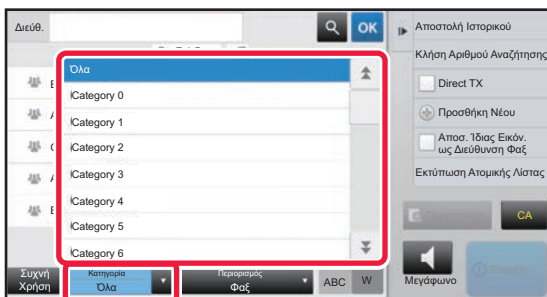 Διεύθ.
OK
Όλα
Category 0
Category 1
Category 2
Category 3
Category 4
Category 5
Category 6
Συχνή
Χρήση
Κατηγορία
Όλα
Περιορισμός
Φαξ
ABC
W
Αποστολή Ιστορικού
Κλήση Αριθμού Αναζήτησης
Direct TX
Προσθήκη Νέου
Αποσ. Ίδιας Εικόν.
ως Διεύθυνση Φαξ
Εκτύπωση Ατομικής Λίστας
CA
Μεγάφωνο